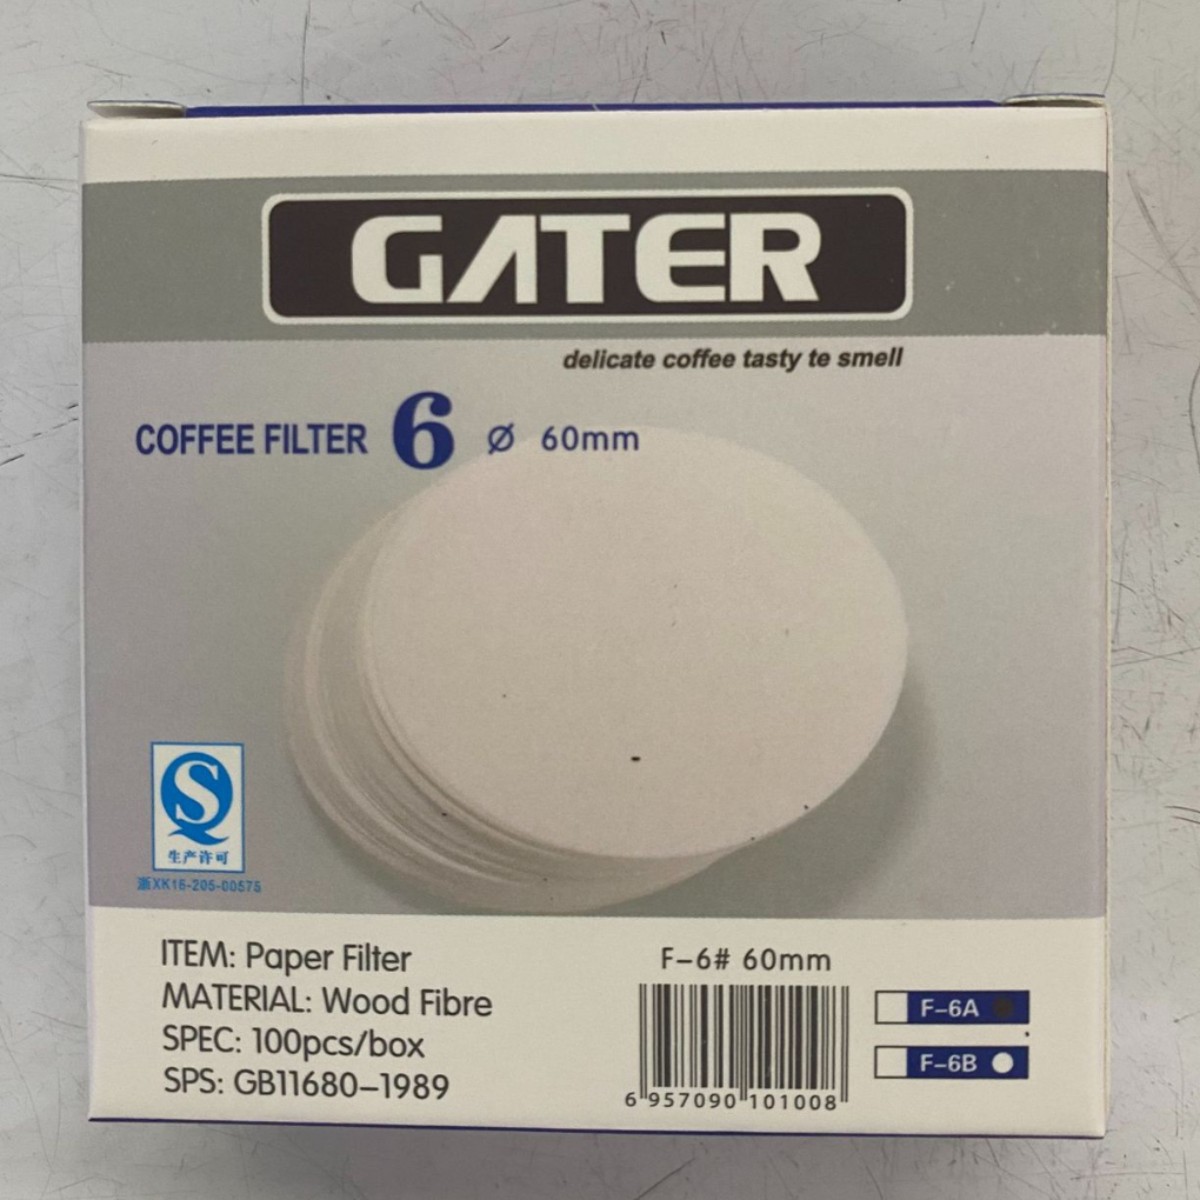 GATER
delicate coffee tasty te smell
COFFEE FILTER 6 Ø 60mm
生产许可
浙XK16-205-00575
ITEM: Paper Filter
MATERIAL: Wood Fibre
SPEC: 100pcs/box
SPS: GB11680-1989
F-6# 60mm
6 957090 101008
F-6A
F-6B